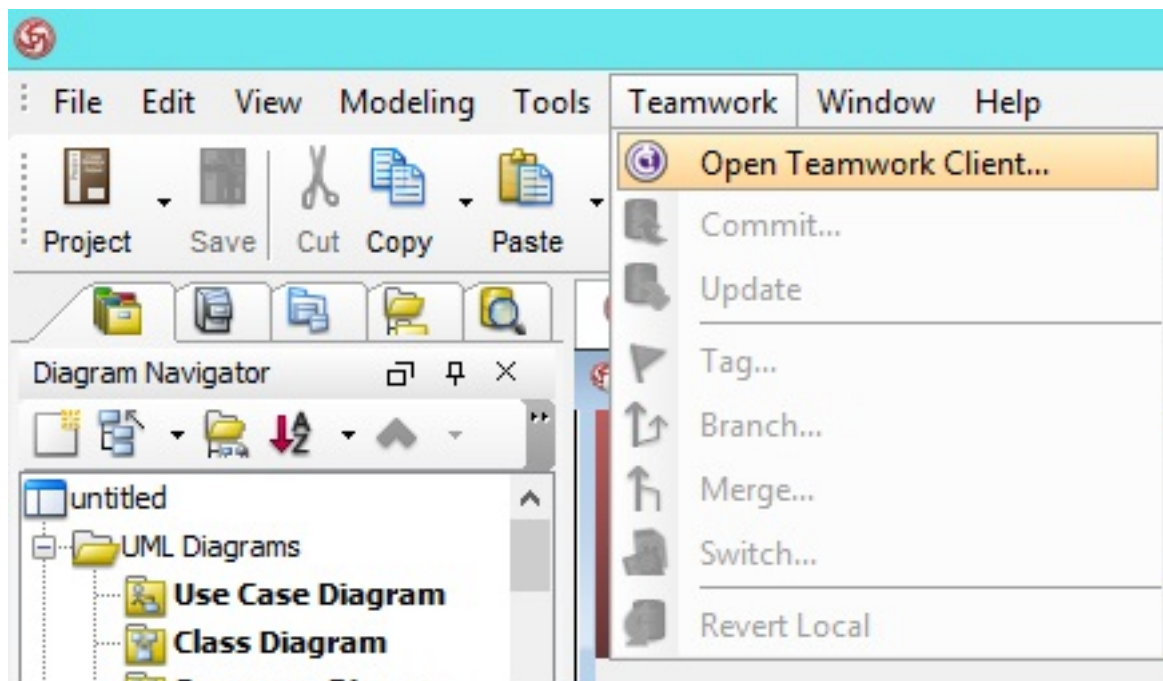 File Edit View Modeling Tools Teamwork Window Help
Project Save Cut Copy Paste
Open Teamwork Client...
Commit...
Update
Tag...
Branch...
Merge...
Switch...
Revert Local
Diagram Navigator
untitled
UML Diagrams
Use Case Diagram
Class Diagram